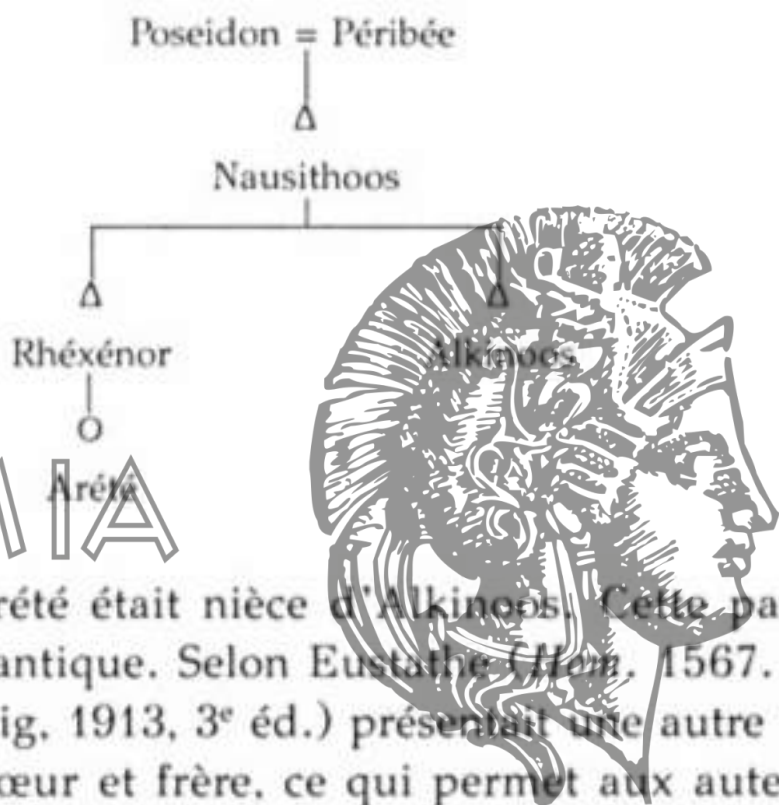 Poseidon = Péribée
Δ
Nausithoos
Δ Δ
Rhéxénor Alkinoos
O
Arété
MIA
rété était nièce d'Alkinoos. Cette pa
antique. Selon Eustathe (Hom. 1567.
ig, 1913, 3ᵉ éd.) présentait une autre
œur et frère, ce qui permet aux aute